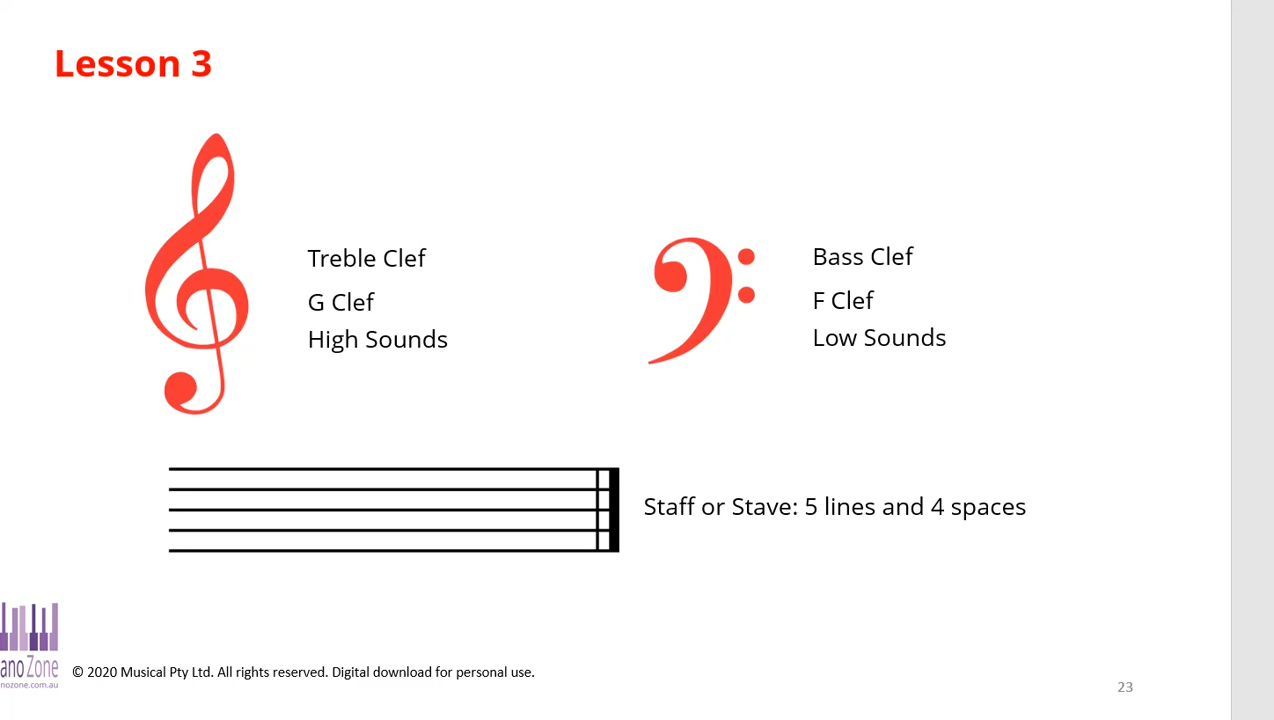 Lesson 3
Treble Clef
G Clef
High Sounds
Bass Clef
F Clef
Low Sounds
Staff or Stave: 5 lines and 4 spaces
ano Zone
nozone.com.au
© 2020 Musical Pty Ltd. All rights reserved. Digital download for personal use.
23